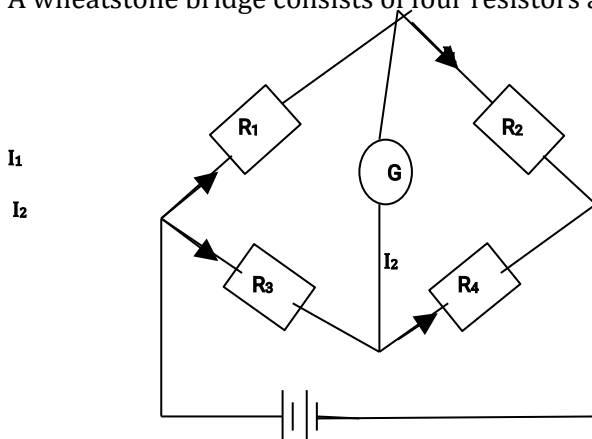 A wheatstone bridge consists of four resistors a
R₁
R₂
I₁
G
I₂
I₂
R₃
R₄